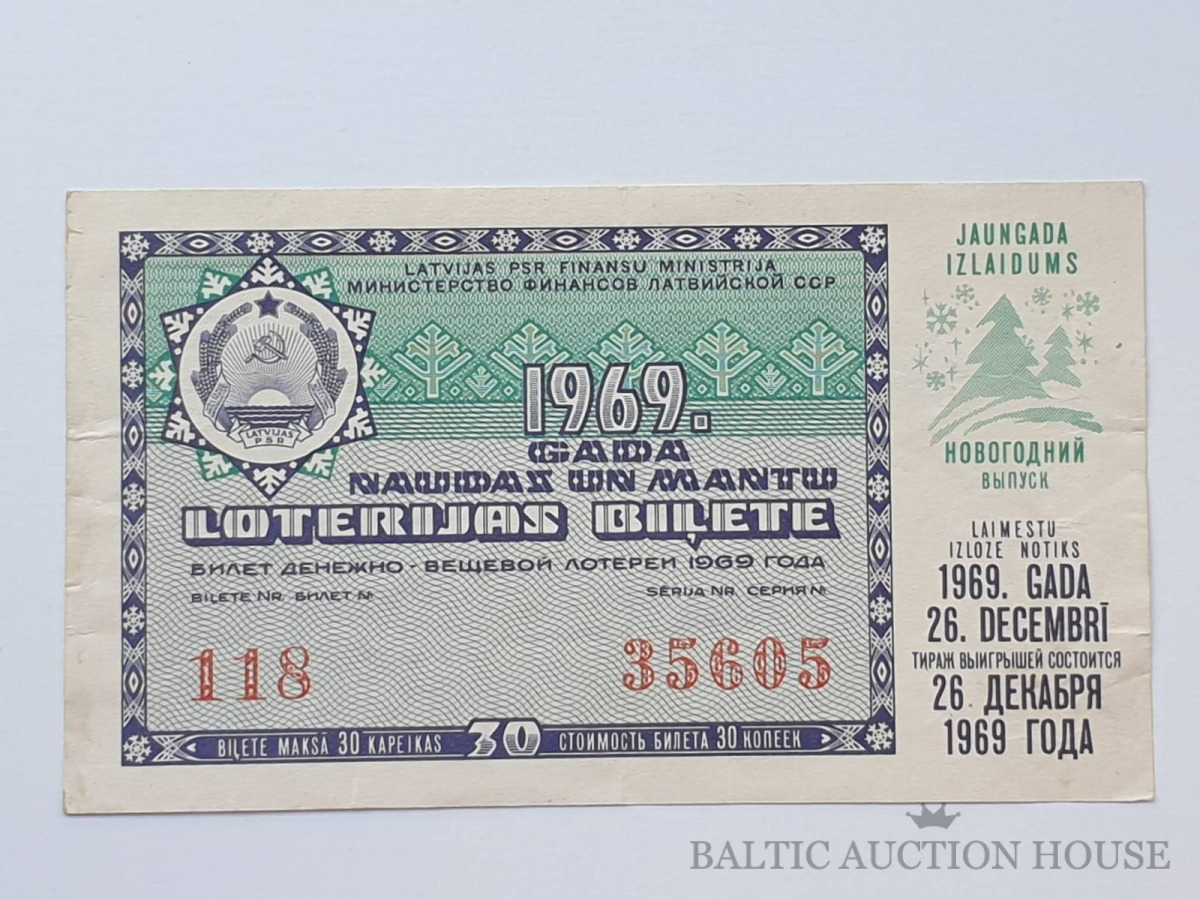 LATVIJAS PSR FINANSU MINISTRIJA
МИНИСТЕРСТВО ФИНАНСОВ ЛАТВИЙСКОЙ ССР
LATVIJAS
PSR
1969.
GADA
NAUDAS UN MANTU
LOTERIJAS BIĻETE
БИЛЕТ ДЕНЕЖНО-ВЕЩЕВОЙ ЛОТЕРЕИ 1969 ГОДА
BIĻETE NR. БИЛЕТ № SĒRIJA NR. СЕРИЯ №
118 35605
BIĻETE MAKSĀ 30 KAPEIKAS 30 СТОИМОСТЬ БИЛЕТА 30 КОПЕЕК
JAUNGADA
IZLAIDUMS
НОВОГОДНИЙ
ВЫПУСК
LAIMESTU
IZLOZE NOTIKS
1969. GADA
26. DECEMBRĪ
ТИРАЖ ВЫИГРЫШЕЙ СОСТОИТСЯ
26. ДЕКАБРЯ
1969 ГОДА
BALTIC AUCTION HOUSE